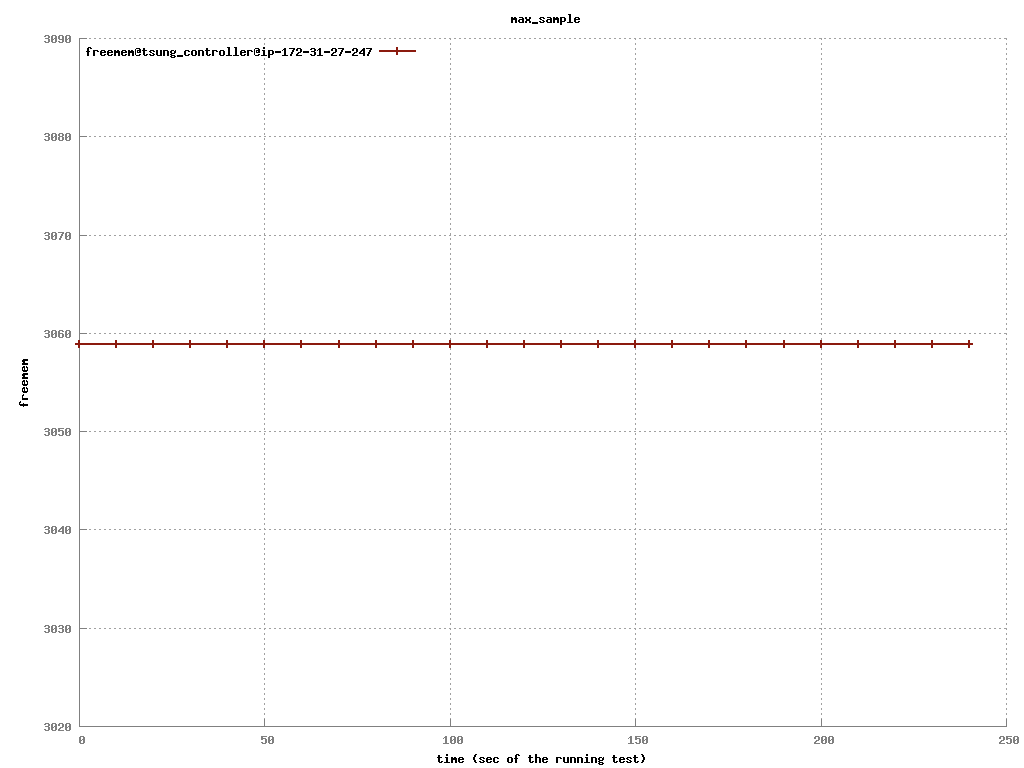 max_sample
freemem@tsung_controller@ip-172-31-27-247
3090
3080
3070
3060
3050
3040
3030
3020
freemem
0 50 100 150 200 250
time (sec of the running test)